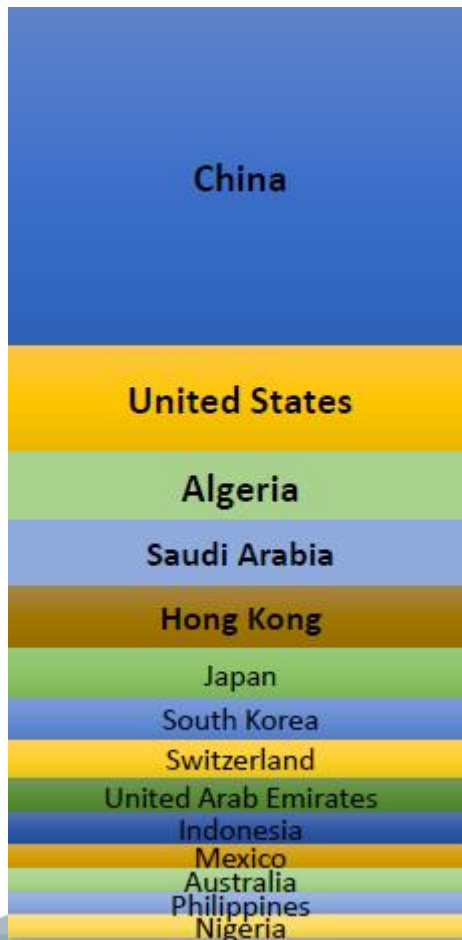 China
United States
Algeria
Saudi Arabia
Hong Kong
Japan
South Korea
Switzerland
United Arab Emirates
Indonesia
Mexico
Australia
Philippines
Nigeria